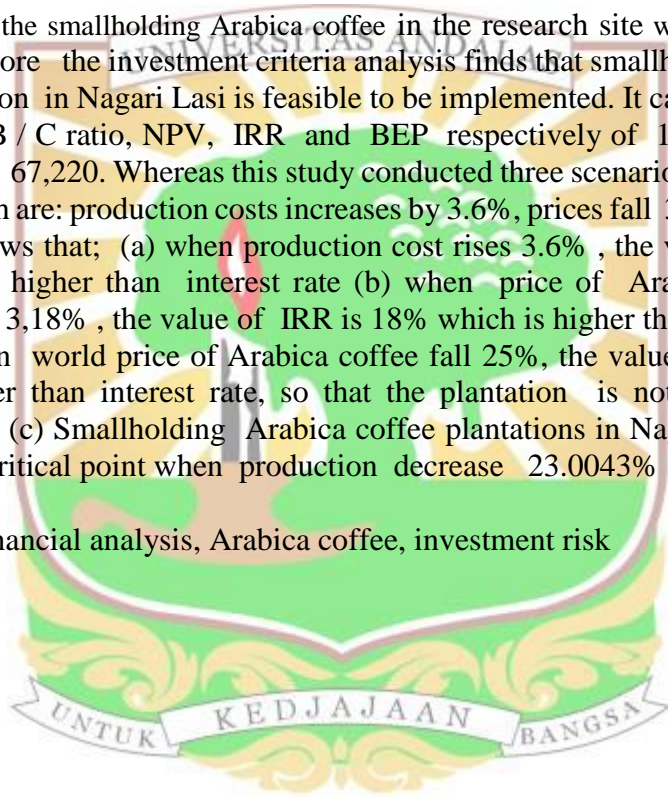 the smallholding Arabica coffee in the research site w
UNIVERSITAS ANDALAS
ore the investment criteria analysis finds that smallh
on in Nagari Lasi is feasible to be implemented. It ca
B / C ratio, NPV, IRR and BEP respectively of 1
67,220. Whereas this study conducted three scenario
h are: production costs increases by 3.6%, prices fall 3
ws that; (a) when production cost rises 3.6% , the v
higher than interest rate (b) when price of Ara
3,18% , the value of IRR is 18% which is higher tha
n world price of Arabica coffee fall 25%, the value
er than interest rate, so that the plantation is not
(c) Smallholding Arabica coffee plantations in Na
ritical point when production decrease 23.0043%
nancial analysis, Arabica coffee, investment risk
UNTUK KEDJAJAAN BANGSA